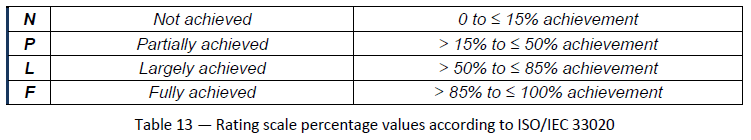 N Not achieved 0 to ≤ 15% achievement
P Partially achieved > 15% to ≤ 50% achievement
L Largely achieved > 50% to ≤ 85% achievement
F Fully achieved > 85% to ≤ 100% achievement
Table 13 — Rating scale percentage values according to ISO/IEC 33020